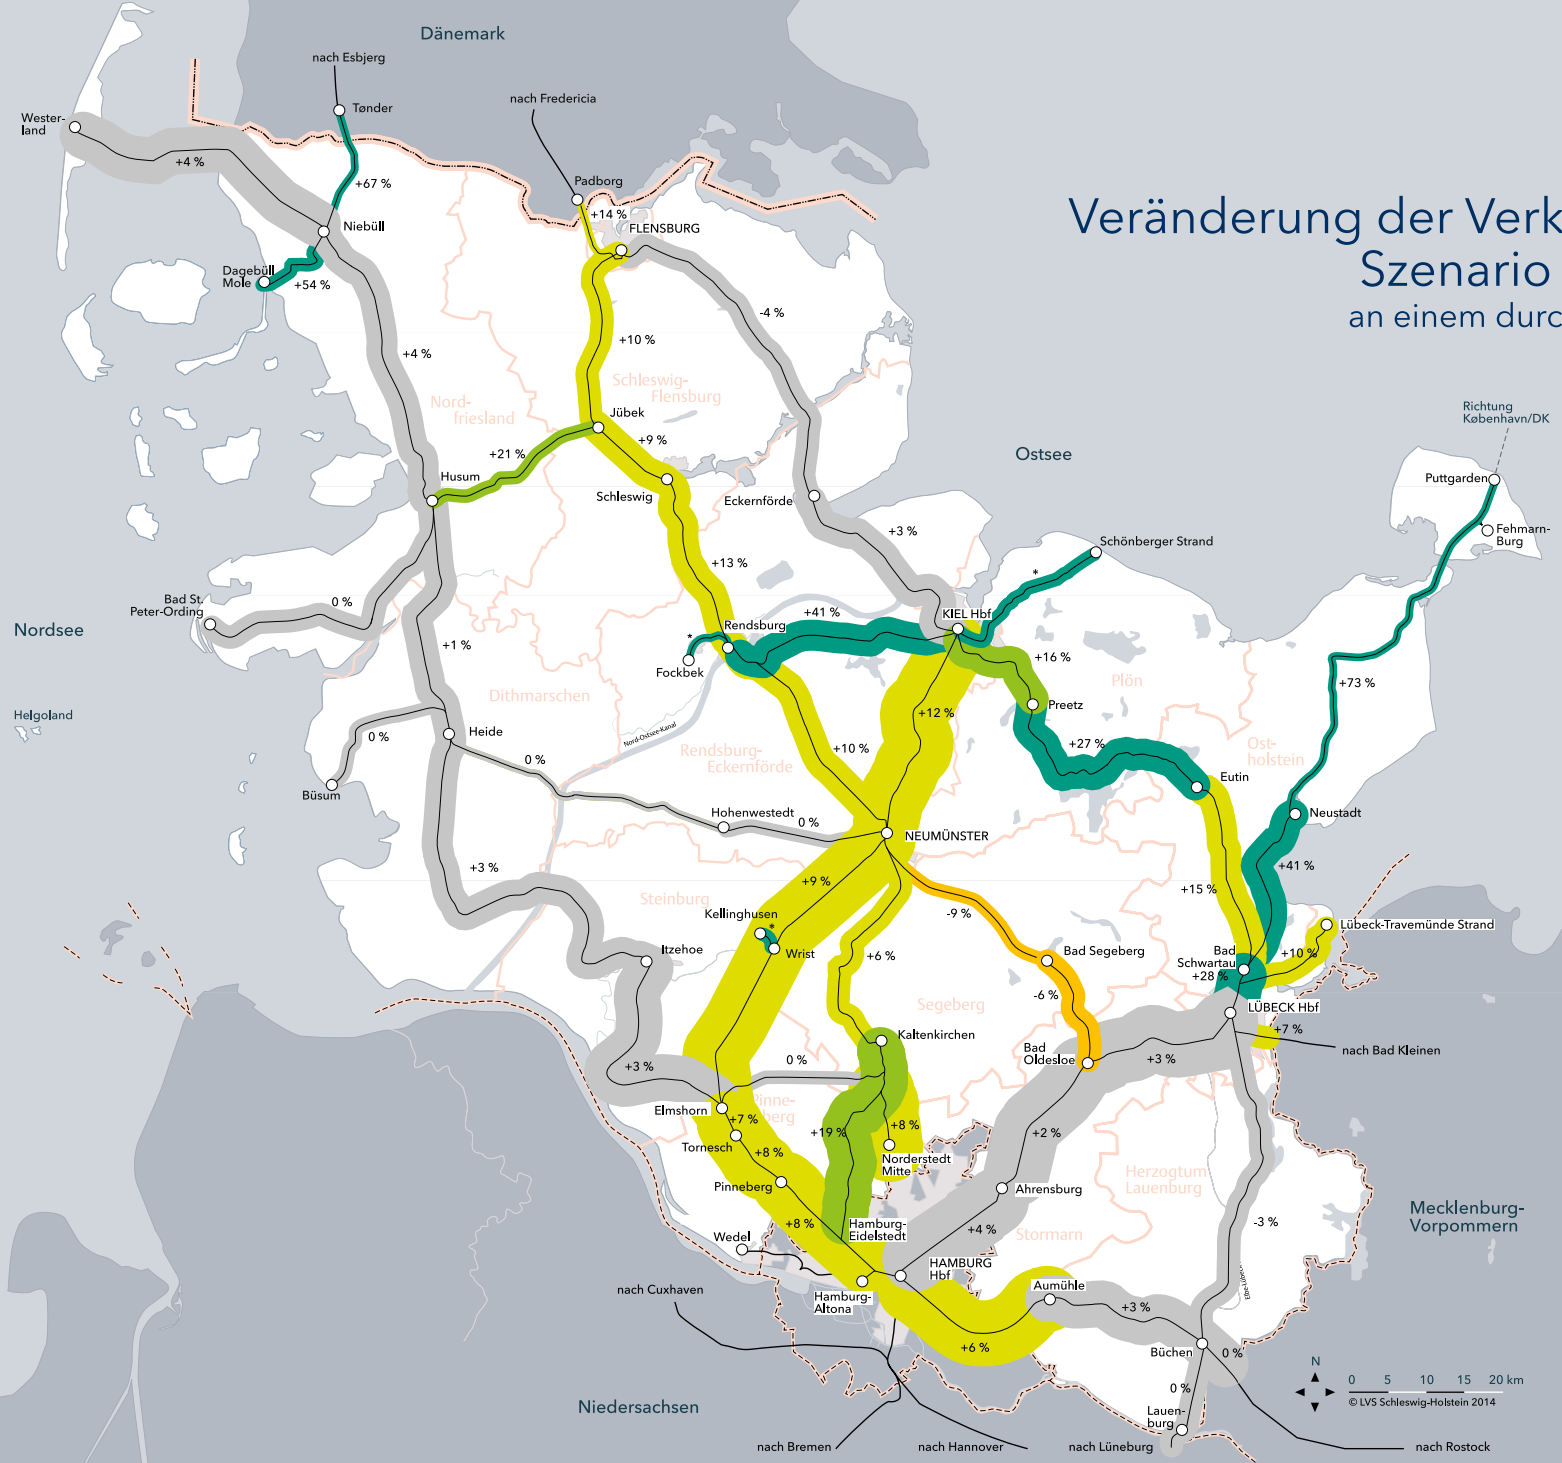 Dänemark
nach Esbjerg
Tønder
nach Fredericia
Wester-
land
+4 %
+67 %
Padborg
+14 %
FLENSBURG
Niebüll
Dagebüll
Mole
+54 %
Veränderung der Verk
Szenario
an einem durc
-4 %
+10 %
+4 %
Schleswig-
Flensburg
Nord-
friesland
Jübek
+9 %
+21 %
Husum
Schleswig
Eckernförde
Ostsee
Richtung
København/DK
Puttgarden
Fehmarn-
Burg
+3 %
Schönberger Strand
*
+13 %
Bad St.
Peter-Ording
0 %
Nordsee
+41 %
KIEL Hbf
Rendsburg
*
Fockbek
+1 %
+16 %
Plön
+73 %
Dithmarschen
Helgoland
Preetz
+12 %
Heide
0 %
Nord-Ostsee-Kanal
Rendsburg-
Eckernförde
+10 %
+27 %
Ost-
holstein
0 %
Eutin
Büsum
Hohenwestedt
0 %
Neustadt
NEUMÜNSTER
+3 %
+9 %
+41 %
+15 %
Steinburg
-9 %
Kellinghusen
*
Wrist
Lübeck-Travemünde Strand
Itzehoe
+6 %
Bad Segeberg
Bad
Schwartau
+28 %
+10 %
-6 %
Segeberg
LÜBECK Hbf
+7 %
Kaltenkirchen
Bad
Oldesloe
+3 %
nach Bad Kleinen
0 %
+3 %
Elmshorn
Pinne-
berg
+7 %
Tornesch
+19 %
+8 %
+2 %
+8 %
Norderstedt
Mitte
Pinneberg
Ahrensburg
Herzogtum
Lauenburg
+8 %
Hamburg-
Eidelstedt
+4 %
Stormarn
-3 %
Mecklenburg-
Vorpommern
Wedel
HAMBURG
Hbf
Aumühle
Hamburg-
Altona
nach Cuxhaven
+3 %
+6 %
Büchen
0 %
0 %
N
0 5 10 15 20 km
© LVS Schleswig-Holstein 2014
Niedersachsen
Lauen-
burg
nach Bremen
nach Hannover
nach Lüneburg
nach Rostock